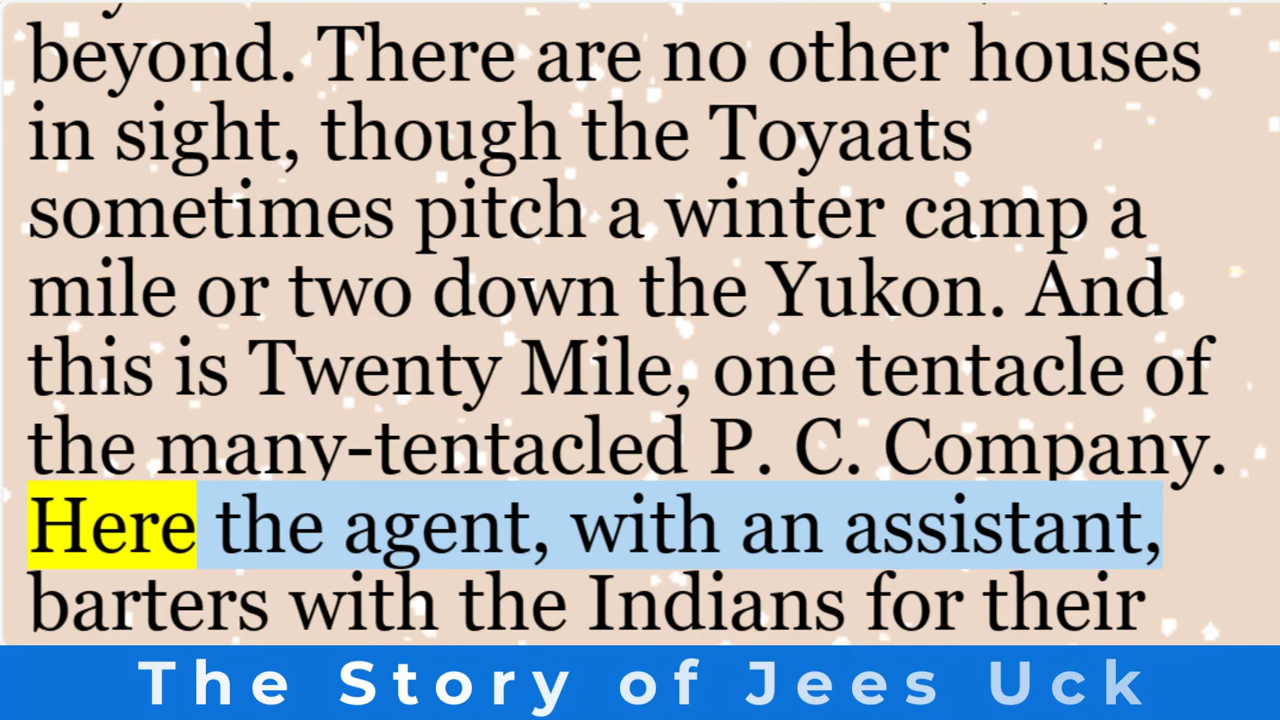 beyond. There are no other houses
in sight, though the Toyaats
sometimes pitch a winter camp a
mile or two down the Yukon. And
this is Twenty Mile, one tentacle of
the many-tentacled P. C. Company.
Here the agent, with an assistant,
barters with the Indians for their
The Story of Jees Uck